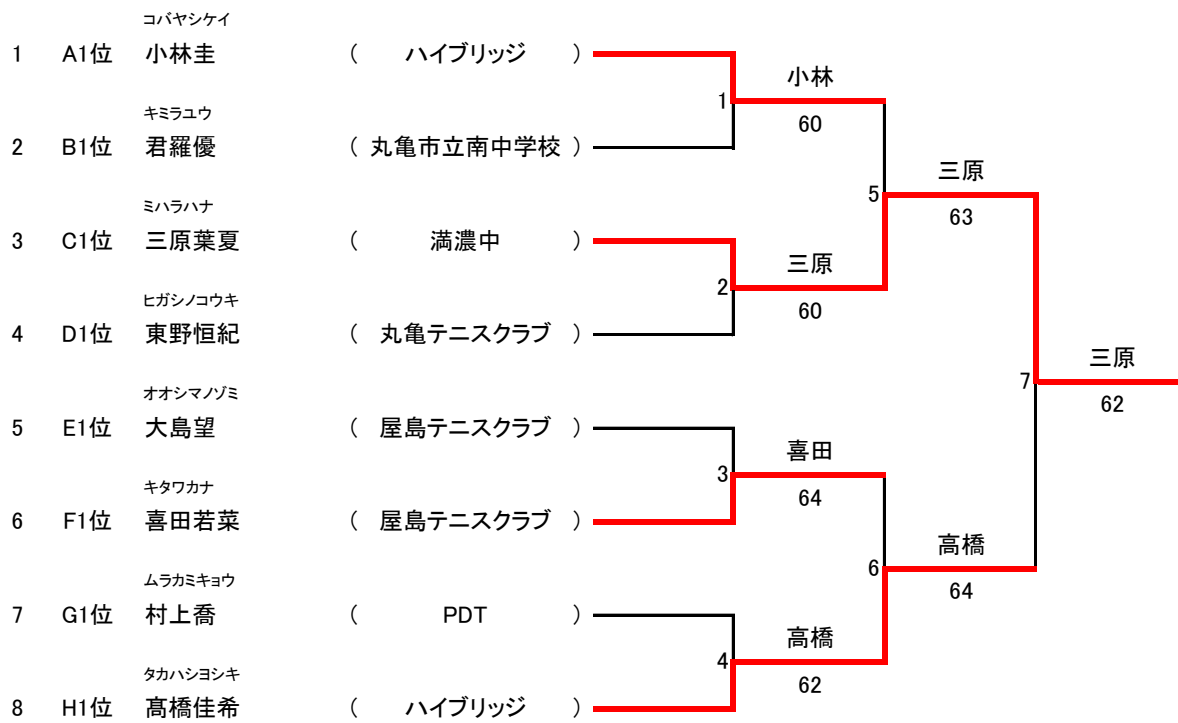 コバヤシケイ
1 A1位 小林圭 ( ハイブリッジ )
小林
1
60
キミラユウ
2 B1位 君羅優 ( 丸亀市立南中学校 )
三原
5
63
ミハラハナ
3 C1位 三原葉夏 ( 満濃中 )
三原
2
60
ヒガシノコウキ
4 D1位 東野恒紀 ( 丸亀テニスクラブ )
三原
7
62
オオシマノゾミ
5 E1位 大島望 ( 屋島テニスクラブ )
喜田
3
64
キタワカナ
6 F1位 喜田若菜 ( 屋島テニスクラブ )
高橋
6
64
ムラカミキョウ
7 G1位 村上喬 ( PDT )
高橋
4
62
タカハシヨシキ
8 H1位 髙橋佳希 ( ハイブリッジ )